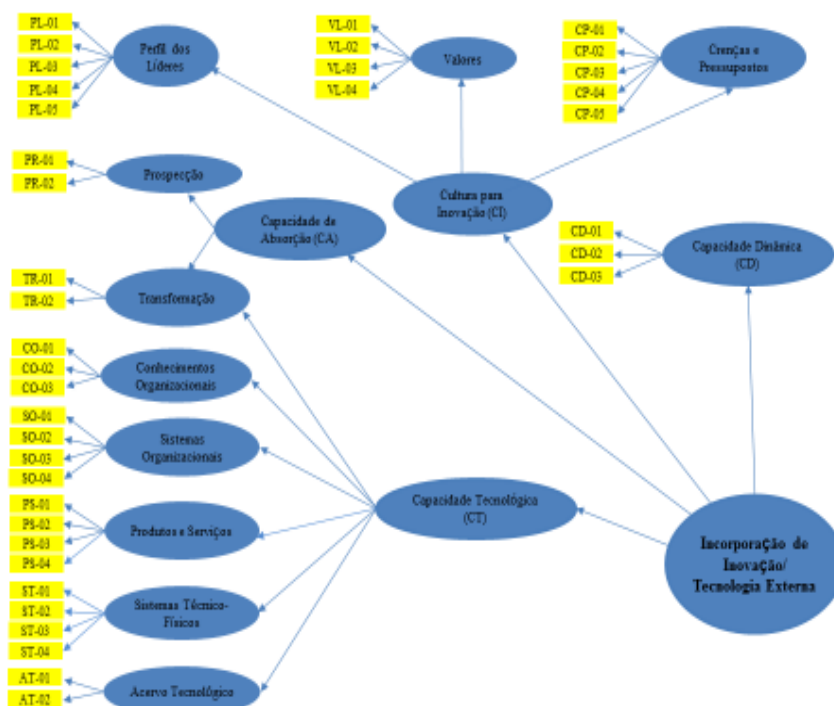 PL-01
PL-02
PL-03
PL-04
PL-05
Perfil dos
Líderes
VL-01
VL-02
VL-03
VL-04
Valores
CP-01
CP-02
CP-03
CP-04
CP-05
Crenças e
Pressupostos
PR-01
PR-02
Prospecção
Capacidade de
Absorção (CA)
Cultura para
Inovação (CI)
CD-01
CD-02
CD-03
Capacidade Dinâmica
(CD)
TR-01
TR-02
Transformação
CO-01
CO-02
CO-03
Conhecimentos
Organizacionais
SO-01
SO-02
SO-03
SO-04
Sistemas
Organizacionais
PS-01
PS-02
PS-03
PS-04
Produtos e Serviços
Capacidade Tecnológica
(CT)
Incorporação de
Inovação/
Tecnologia Externa
ST-01
ST-02
ST-03
ST-04
Sistemas Técnico-
Físicos
AT-01
AT-02
Acervo Tecnológico